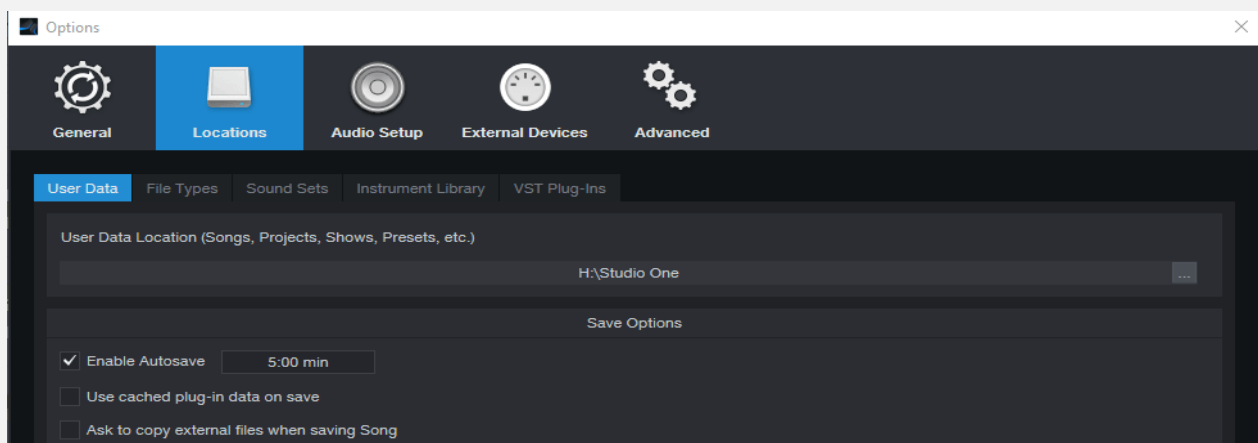 Options
General Locations Audio Setup External Devices Advanced
User Data File Types Sound Sets Instrument Library VST Plug-Ins
User Data Location (Songs, Projects, Shows, Presets, etc.)
H:\Studio One ...
Save Options
Enable Autosave 5:00 min
Use cached plug-in data on save
Ask to copy external files when saving Song